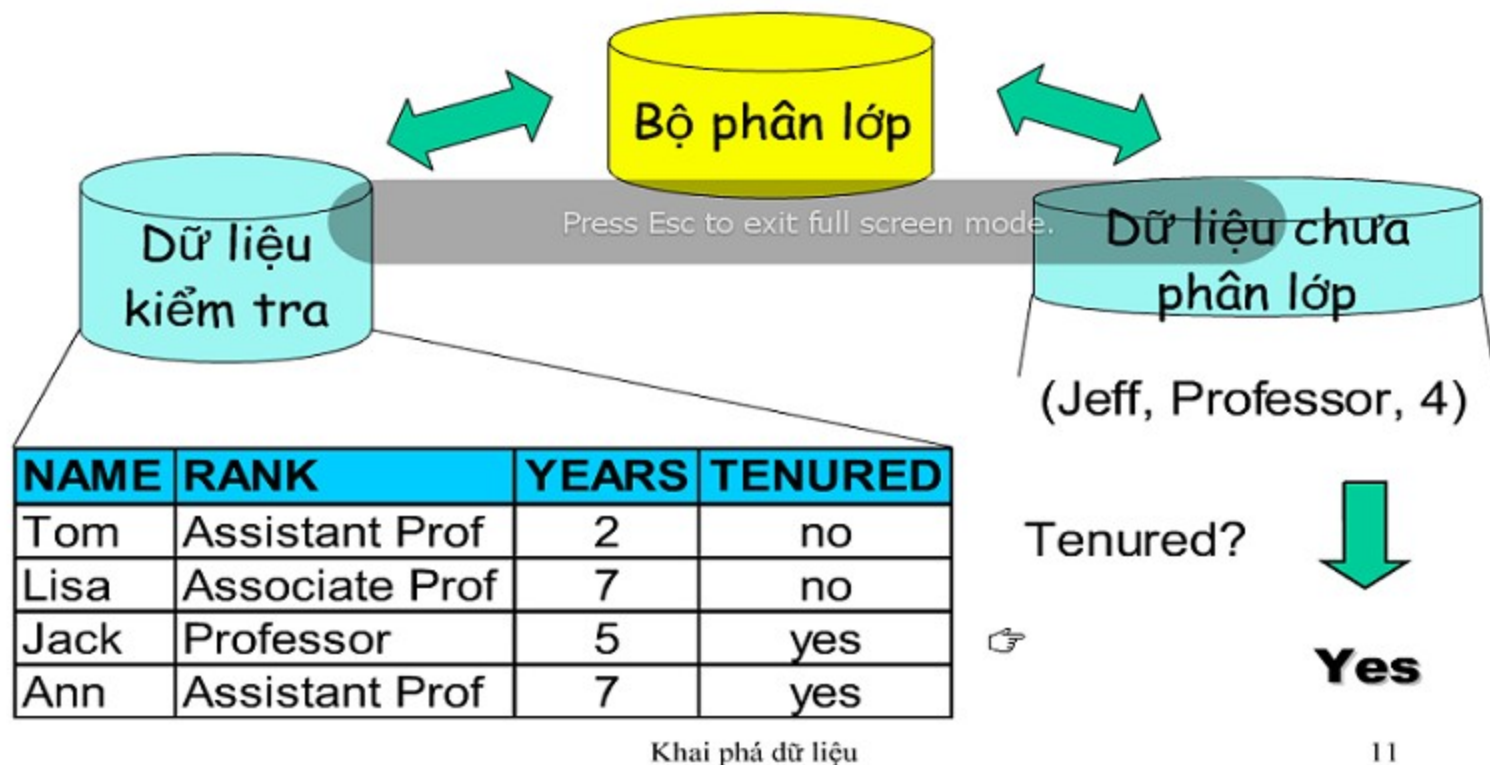 Bộ phân lớp
Press Esc to exit full screen mode.
Dữ liệu
kiểm tra
Dữ liệu chưa
phân lớp
(Jeff, Professor, 4)
NAME RANK YEARS TENURED
Tom Assistant Prof 2 no
Lisa Associate Prof 7 no
Jack Professor 5 yes
Ann Assistant Prof 7 yes
Tenured?
Yes
Khai phá dữ liệu
11